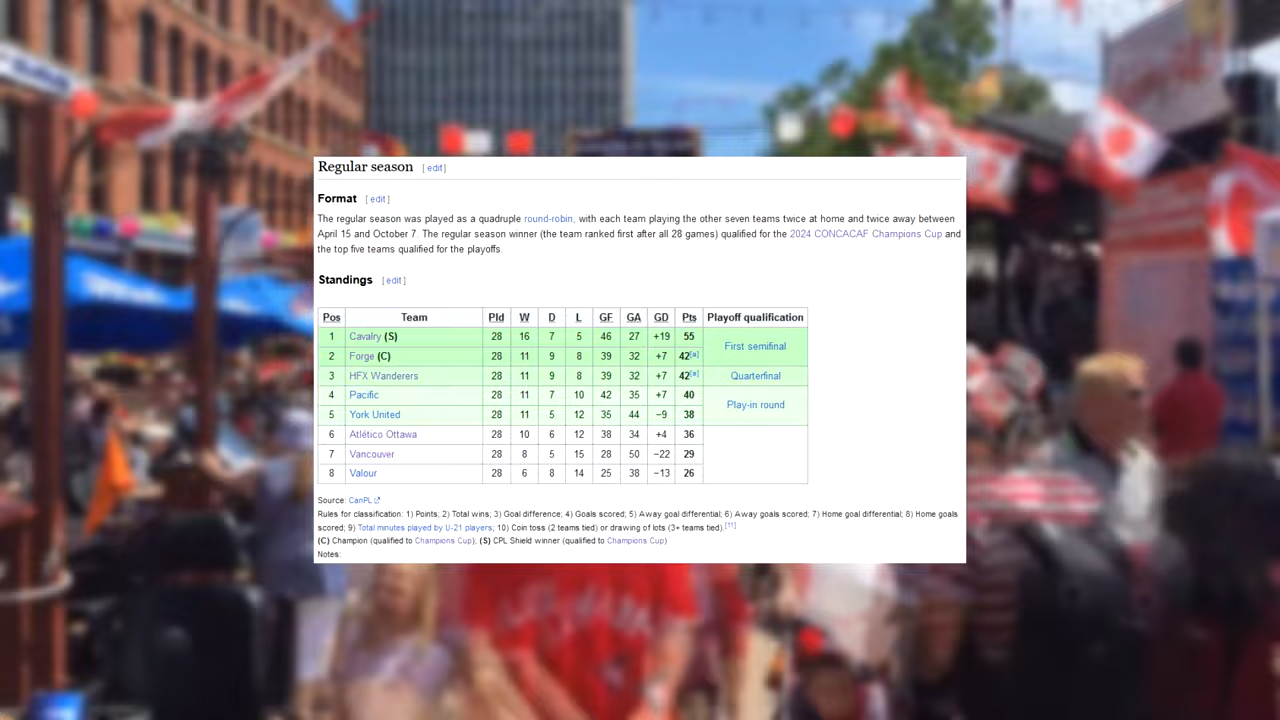 Regular season [ edit ]
Format [ edit ]
The regular season was played as a quadruple round-robin, with each team playing the other seven teams twice at home and twice away between
April 15 and October 7. The regular season winner (the team ranked first after all 28 games) qualified for the 2024 CONCACAF Champions Cup and
the top five teams qualified for the playoffs.
Standings [ edit ]
Pos Team Pld W D L GF GA GD Pts Playoff qualification
1 Cavalry (S) 28 16 7 5 46 27 +19 55 First semifinal
2 Forge (C) 28 11 9 8 39 32 +7 42[a]
3 HFX Wanderers 28 11 9 8 39 32 +7 42[a] Quarterfinal
4 Pacific 28 11 7 10 42 35 +7 40 Play-in round
5 York United 28 11 5 12 35 44 −9 38
6 Atlético Ottawa 28 10 6 12 38 34 +4 36
7 Vancouver 28 8 5 15 28 50 −22 29
8 Valour 28 6 8 14 25 38 −13 26
Source: CanPL
Rules for classification: 1) Points; 2) Total wins; 3) Goal difference; 4) Goals scored; 5) Away goal differential; 6) Away goals scored; 7) Home goal differential; 8) Home goals
scored; 9) Total minutes played by U-21 players; 10) Coin toss (2 teams tied) or drawing of lots (3+ teams tied).[11]
(C) Champion (qualified to Champions Cup); (S) CPL Shield winner (qualified to Champions Cup)
Notes: